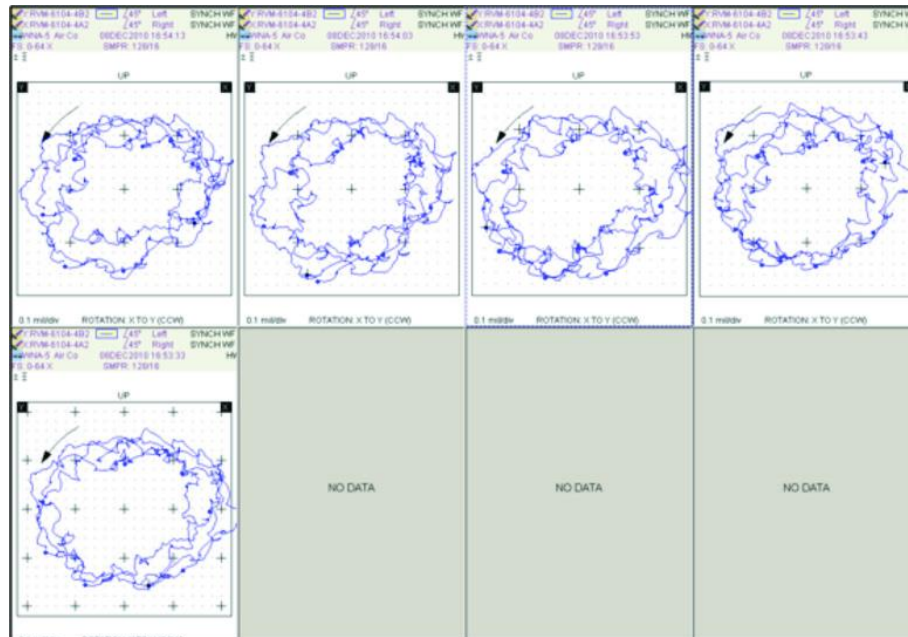 Y:RVM-6104-4B2 ∠45° Left SYNCH WF
X:RVM-6104-4A2 ∠45° Right SYNCH WF
WNA-5 Air Co 08DEC2010 16:54:13
FS: 0-64 X SMPR: 128/16
UP
Y X
0.1 mil/div ROTATION: X TO Y (CCW)
Y:RVM-6104-4B2 ∠45° Left SYNCH WF
X:RVM-6104-4A2 ∠45° Right SYNCH WF
WNA-5 Air Co 08DEC2010 16:54:03
FS: 0-64 X SMPR: 128/16
UP
Y X
0.1 mil/div ROTATION: X TO Y (CCW)
Y:RVM-6104-4B2 ∠45° Left SYNCH WF
X:RVM-6104-4A2 ∠45° Right SYNCH WF
WNA-5 Air Co 08DEC2010 16:53:53
FS: 0-64 X SMPR: 128/16
UP
Y X
0.1 mil/div ROTATION: X TO Y (CCW)
Y:RVM-6104-4B2 ∠45° Left SYNCH WF
X:RVM-6104-4A2 ∠45° Right SYNCH WF
WNA-5 Air Co 08DEC2010 16:53:43
FS: 0-64 X SMPR: 128/16
UP
Y
0.1 mil/div ROTATION: X TO Y (CCW)
Y:RVM-6104-4B2 ∠45° Left SYNCH WF
X:RVM-6104-4A2 ∠45° Right SYNCH WF
WNA-5 Air Co 08DEC2010 16:53:33
FS: 0-64 X SMPR: 128/16
UP
Y X
NO DATA
NO DATA
NO DATA